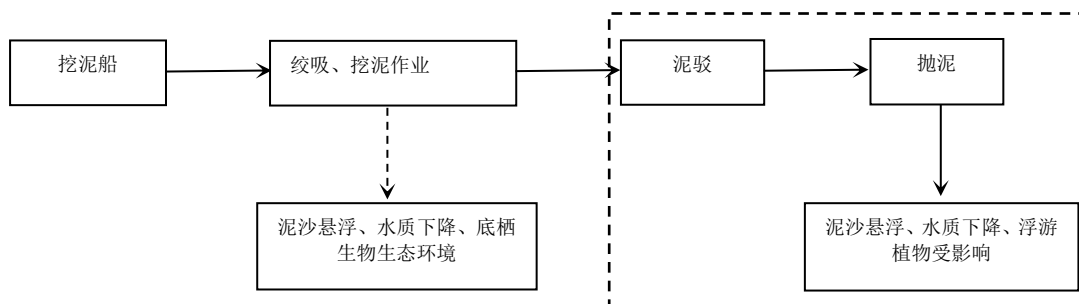 挖泥船
绞吸、挖泥作业
泥驳
抛泥
泥沙悬浮、水质下降、底栖
生物生态环境
泥沙悬浮、水质下降、浮游
植物受影响